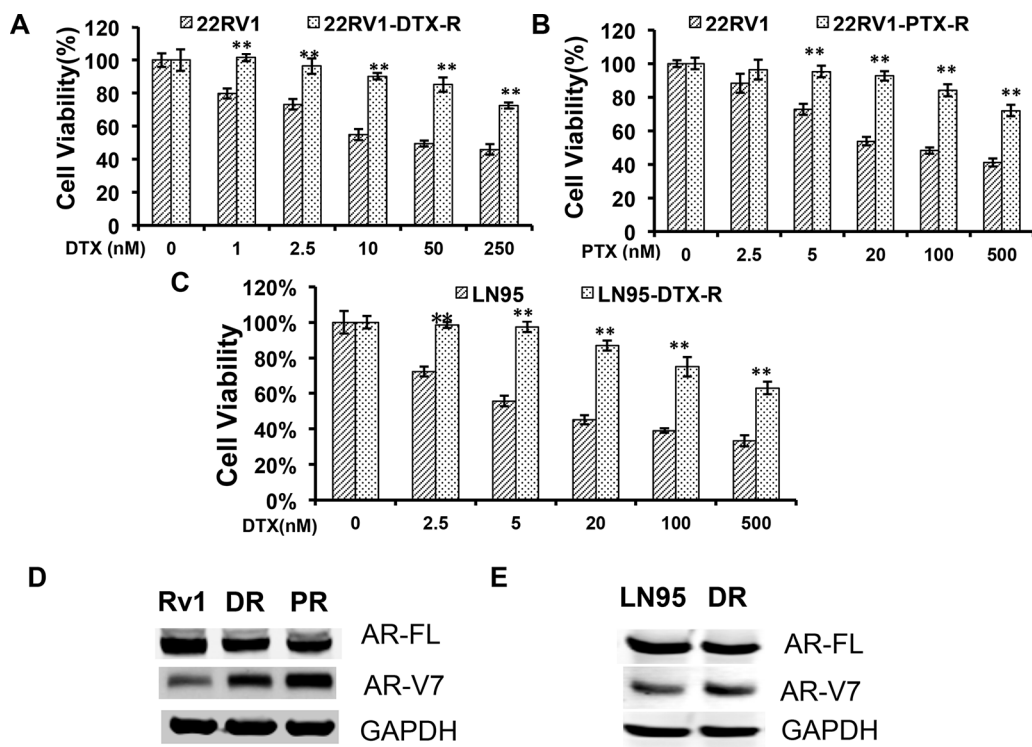 A
22RV1 22RV1-DTX-R
Cell Viability(%)
120
100
80
60
40
20
0
** ** ** ** **
DTX (nM) 0 1 2.5 10 50 250
B
22RV1 22RV1-PTX-R
Cell Viability(%)
120
100
80
60
40
20
0
** ** ** **
PTX (nM) 0 2.5 5 20 100 500
C
LN95 LN95-DTX-R
Cell Viability
120%
100%
80%
60%
40%
20%
0%
** ** ** ** **
DTX(nM) 0 2.5 5 20 100 500
D
Rv1 DR PR
AR-FL
AR-V7
GAPDH
E
LN95 DR
AR-FL
AR-V7
GAPDH